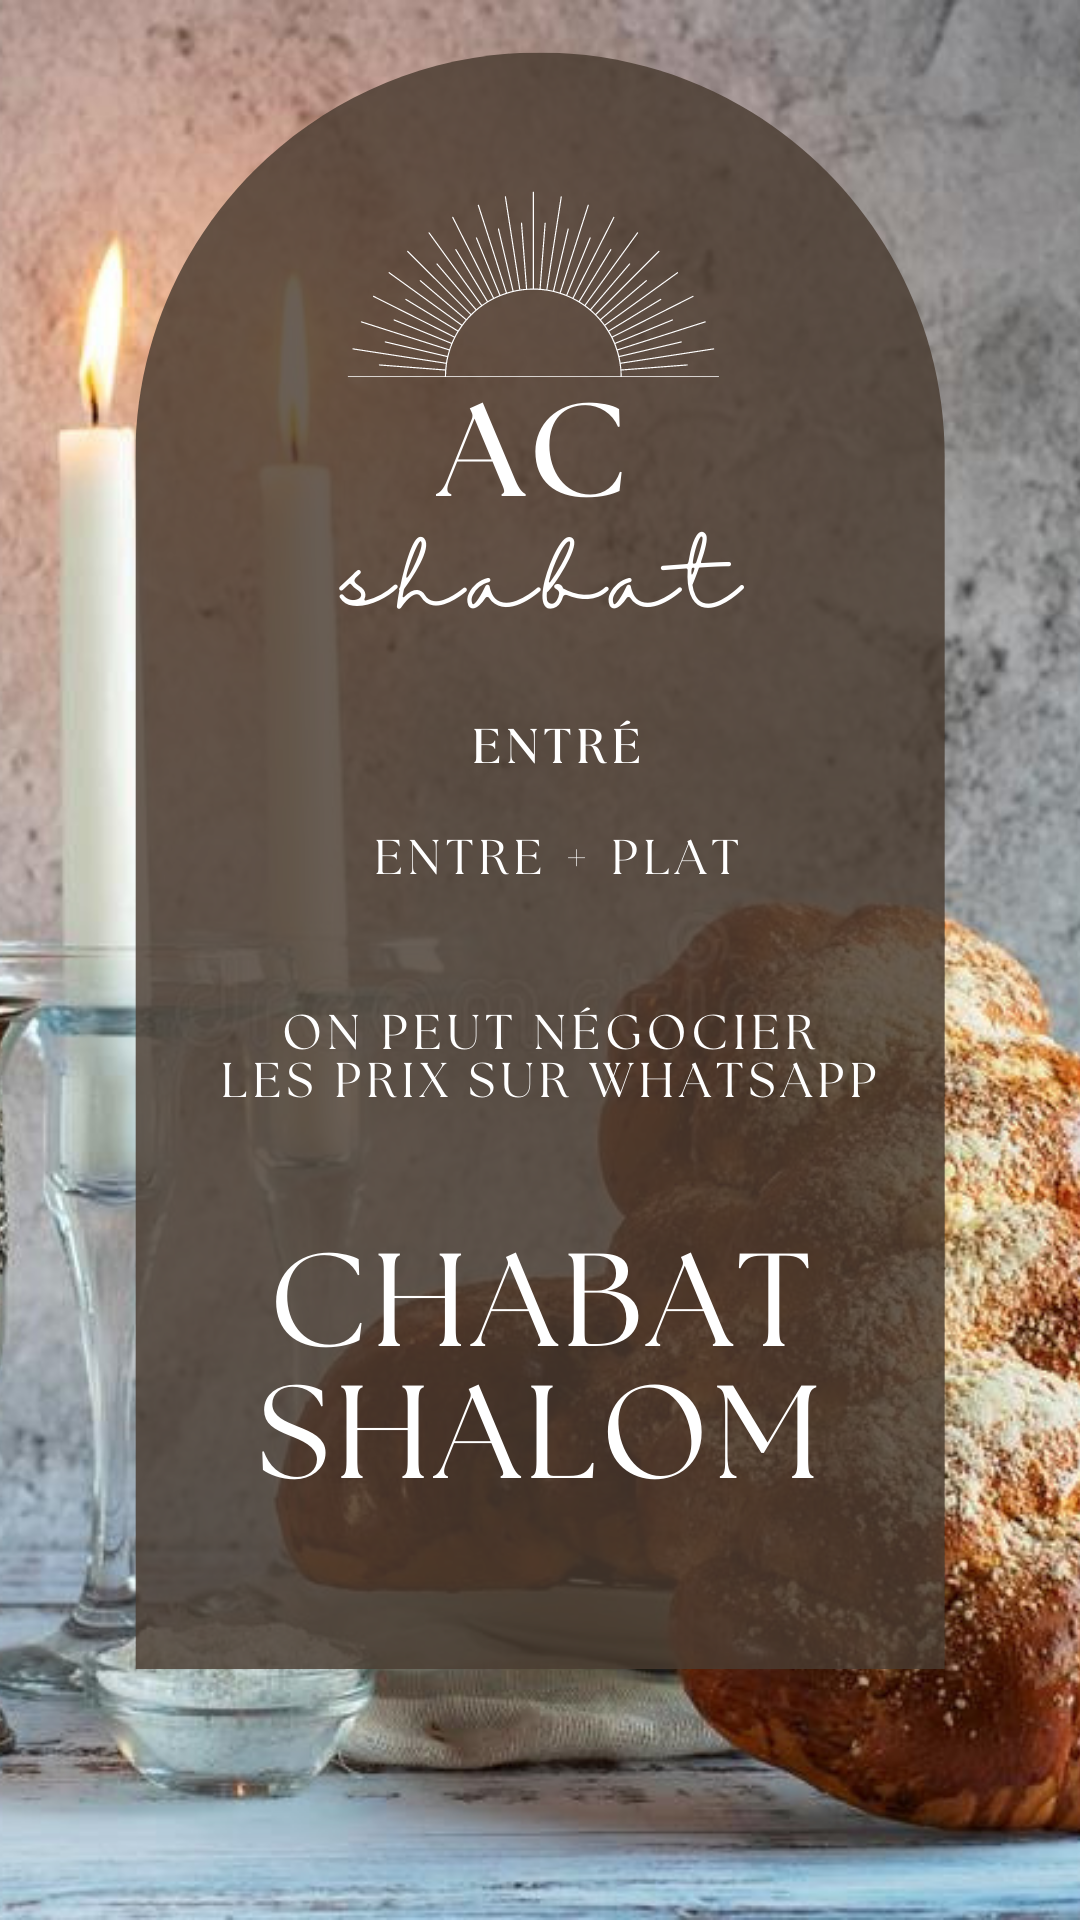 AC
shabat
ENTRÉ
ENTRE + PLAT
ON PEUT NÉGOCIER
LES PRIX SUR WHATSAPP
CHABAT
SHALOM